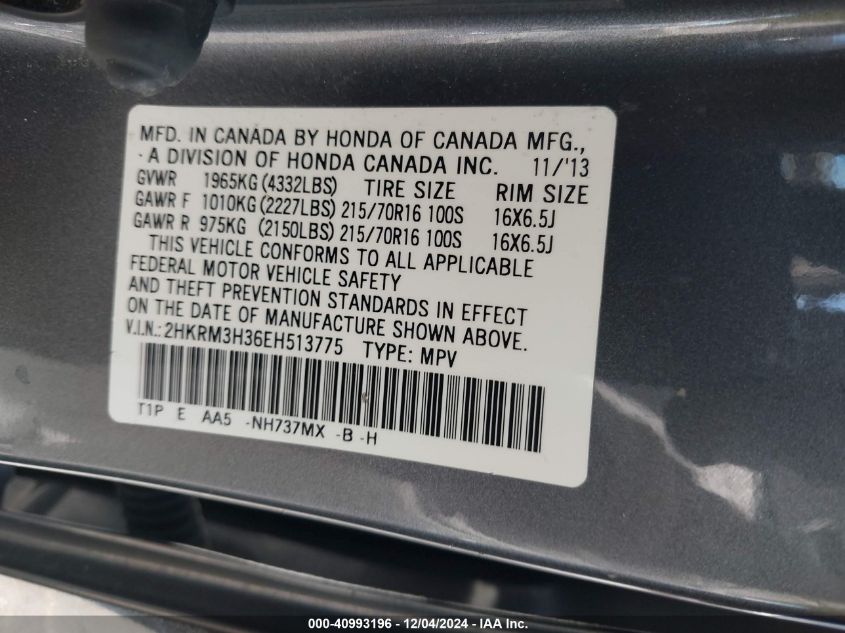 MFD. IN CANADA BY HONDA OF CANADA MFG.,
A DIVISION OF HONDA CANADA INC. 11/'13
GVWR 1965KG (4332LBS) TIRE SIZE RIM SIZE
GAWR F 1010KG (2227LBS) 215/70R16 100S 16X6.5J
GAWR R 975KG (2150LBS) 215/70R16 100S 16X6.5J
THIS VEHICLE CONFORMS TO ALL APPLICABLE
FEDERAL MOTOR VEHICLE SAFETY
AND THEFT PREVENTION STANDARDS IN EFFECT
ON THE DATE OF MANUFACTURE SHOWN ABOVE.
V.I.N.: 2HKRM3H36EH513775 TYPE: MPV
T1P E AA5 -NH737MX -B -H
000-40993196 - 12/04/2024 - IAA Inc.